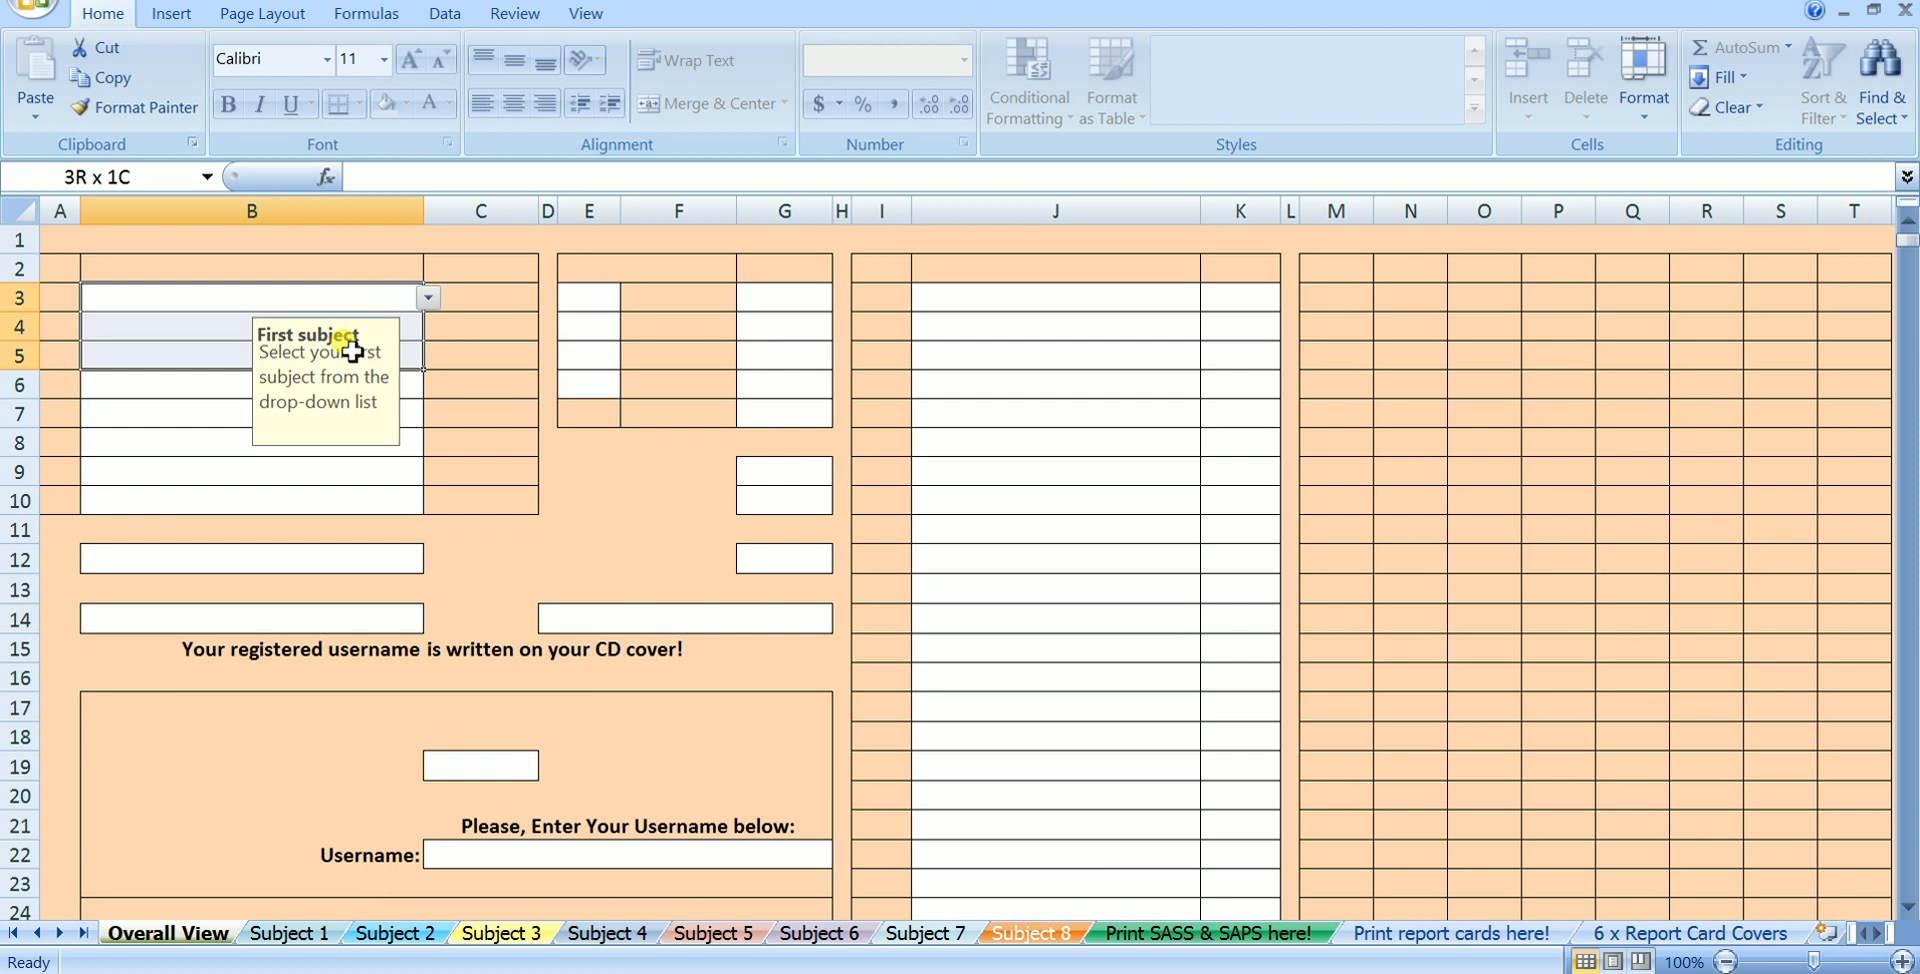 Home Insert Page Layout Formulas Data Review View
Cut
Calibri 11
Wrap Text
AutoSum
Copy
Fill
Paste
Format Painter
B I U A
Merge & Center
$ % ,
Conditional Formatting
Format as Table
Insert Delete Format
Clear
Sort & Filter
Find & Select
Clipboard Font Alignment Number Styles Cells Editing
3R x 1C fx
A B C D E F G H I J K L M N O P Q R S T
1
2
3
4
First subject
5
Select your first
subject from the
6
drop-down list
7
8
9
10
11
12
13
14
15 Your registered username is written on your CD cover!
16
17
18
19
20
21 Please, Enter Your Username below:
22 Username:
23
24
Overall View Subject 1 Subject 2 Subject 3 Subject 4 Subject 5 Subject 6 Subject 7 Subject 8 Print SASS & SAPS here! Print report cards here! 6 x Report Card Covers
Ready 100%